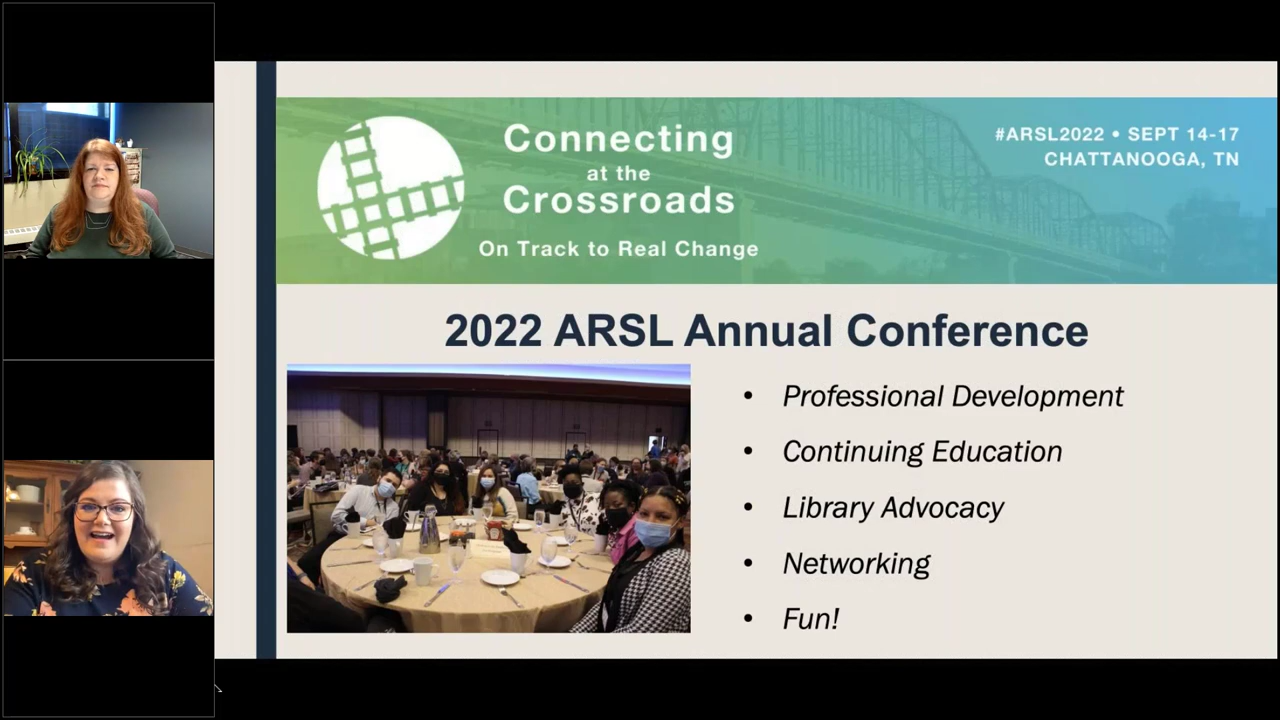 Connecting
at the
Crossroads
On Track to Real Change
#ARSL2022 • SEPT 14-17
CHATTANOOGA, TN
2022 ARSL Annual Conference
• Professional Development
• Continuing Education
• Library Advocacy
• Networking
• Fun!